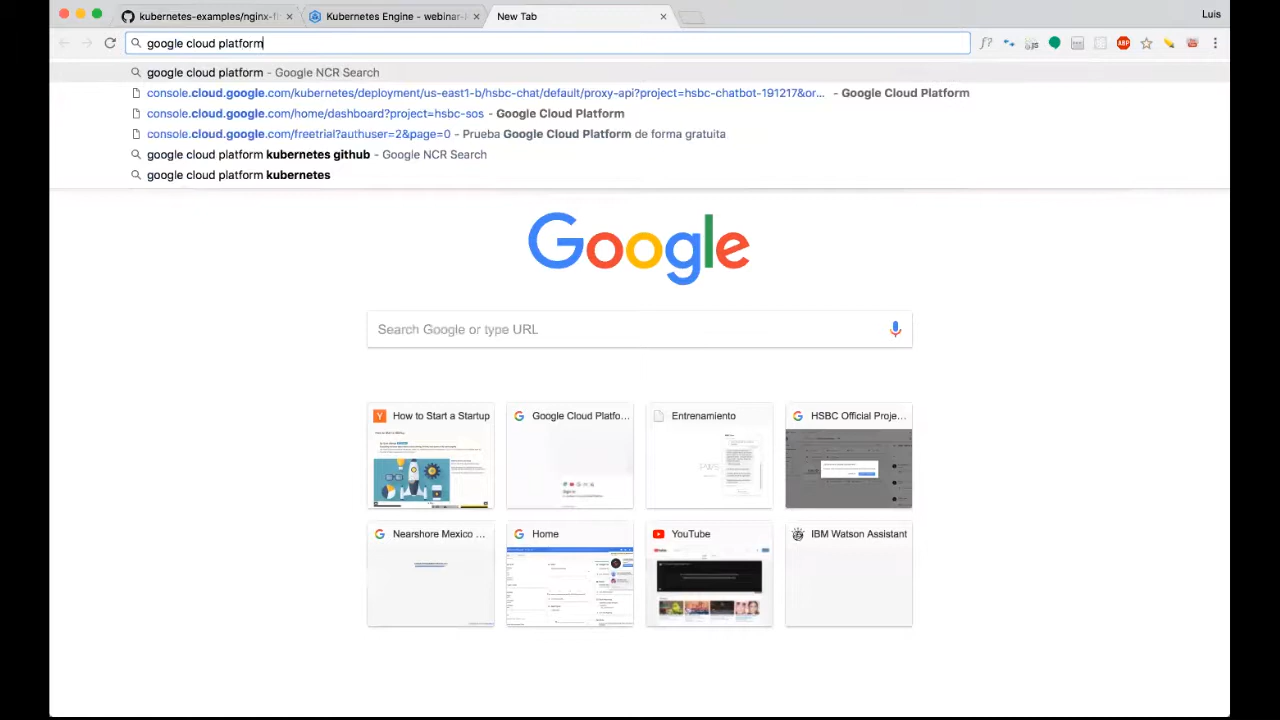 kubernetes-examples/nginx-fi
Kubernetes Engine - webinar-
New Tab
Luis
google cloud platform
google cloud platform - Google NCR Search
console.cloud.google.com/kubernetes/deployment/us-east1-b/hsbc-chat/default/proxy-api?project=hsbc-chatbot-191217&or... - Google Cloud Platform
console.cloud.google.com/home/dashboard?project=hsbc-sos - Google Cloud Platform
console.cloud.google.com/freetrial?authuser=2&page=0 - Prueba Google Cloud Platform de forma gratuita
google cloud platform kubernetes github - Google NCR Search
google cloud platform kubernetes
Google
Search Google or type URL
How to Start a Startup
Google Cloud Platfo...
Entrenamiento
HSBC Official Proje...
Nearshore Mexico ...
Home
YouTube
IBM Watson Assistant